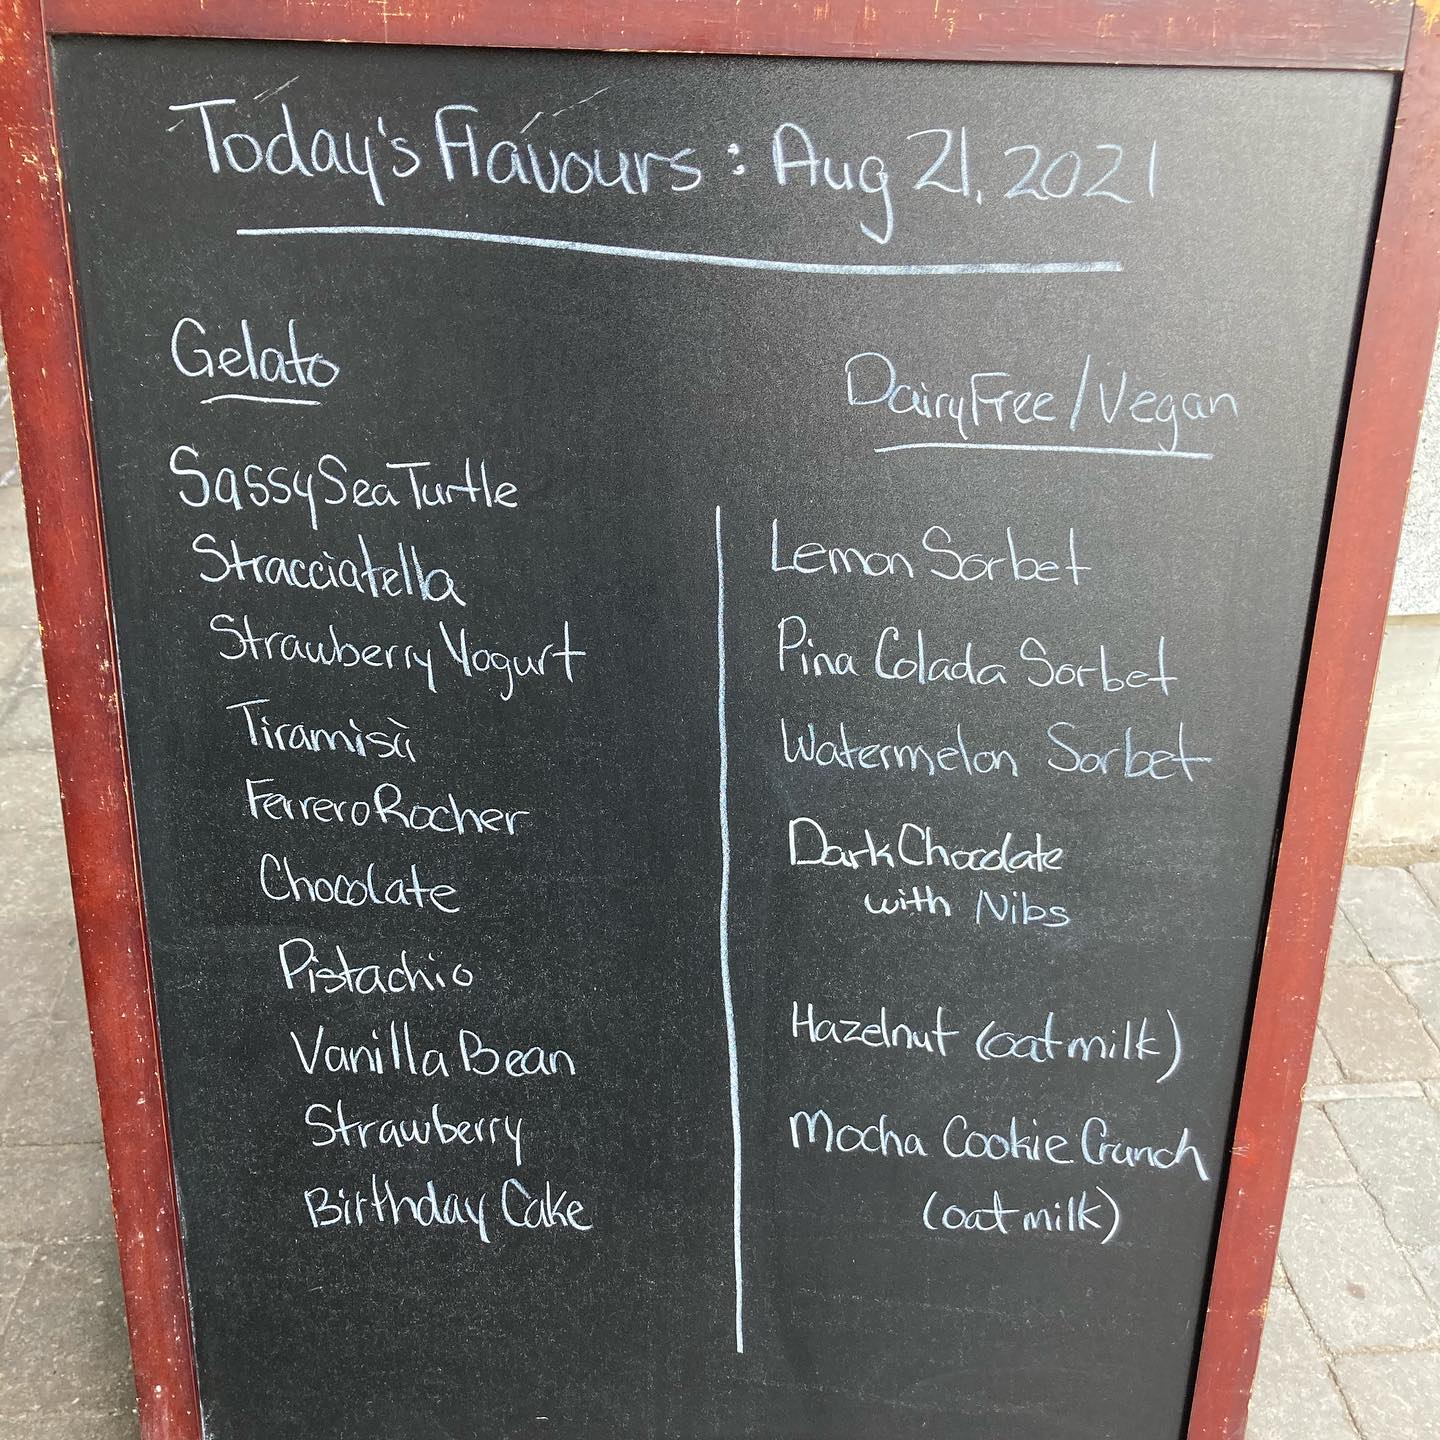 Today's Flavours : Aug 21, 2021
Gelato
Sassy Sea Turtle
Stracciatella
Strawberry Yogurt
Tiramisù
Ferrero Rocher
Chocolate
Pistachio
Vanilla Bean
Strawberry
Birthday Cake
Dairy Free / Vegan
Lemon Sorbet
Pina Colada Sorbet
Watermelon Sorbet
Dark Chocolate
with Nibs
Hazelnut (oat milk)
Mocha Cookie Crunch
(oat milk)